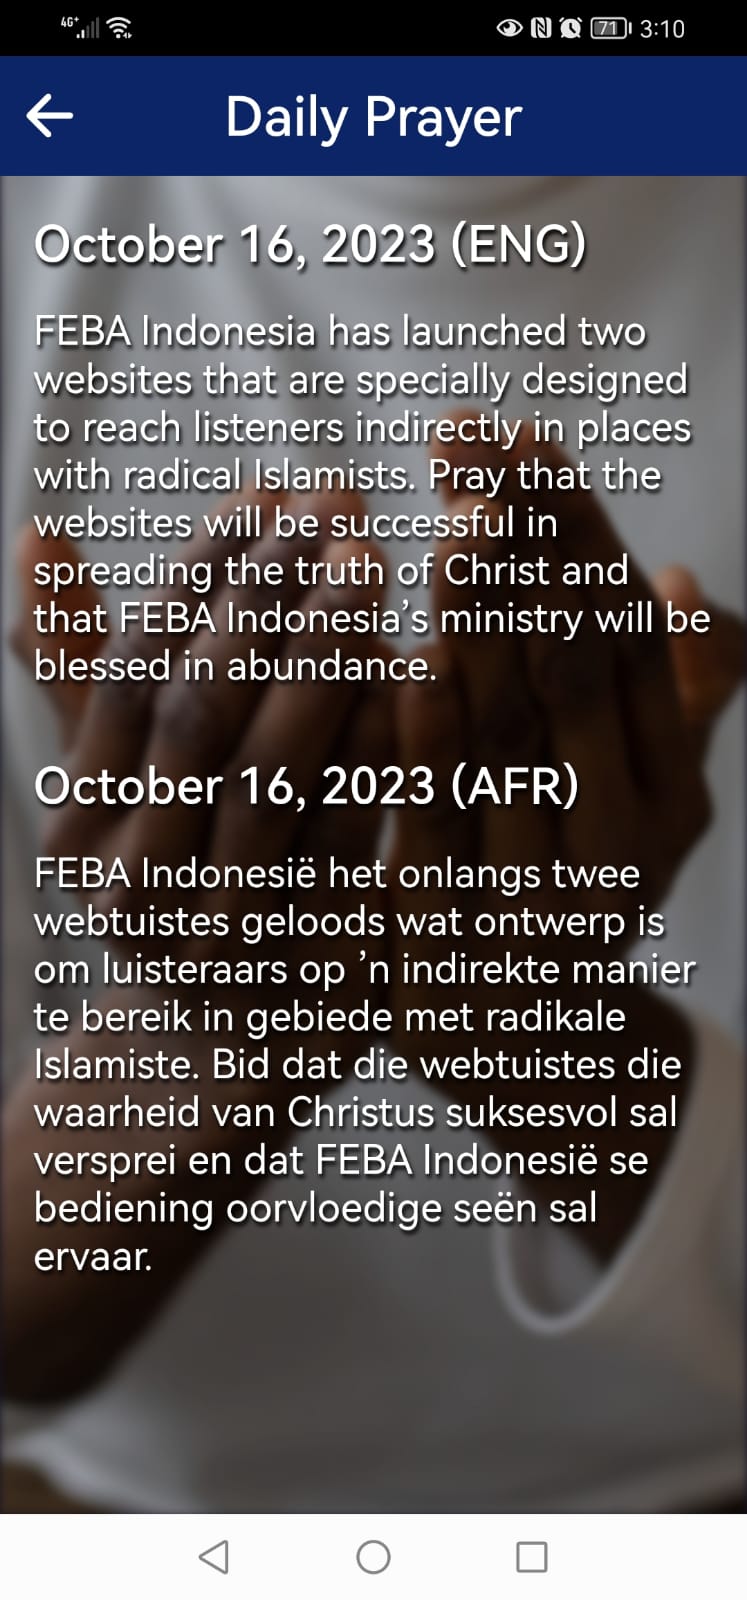 4G+ 71 3:10
Daily Prayer
October 16, 2023 (ENG)
FEBA Indonesia has launched two
websites that are specially designed
to reach listeners indirectly in places
with radical Islamists. Pray that the
websites will be successful in
spreading the truth of Christ and
that FEBA Indonesia’s ministry will be
blessed in abundance.
October 16, 2023 (AFR)
FEBA Indonesië het onlangs twee
webtuistes geloods wat ontwerp is
om luisteraars op ’n indirekte manier
te bereik in gebiede met radikale
Islamiste. Bid dat die webtuistes die
waarheid van Christus suksesvol sal
versprei en dat FEBA Indonesië se
bediening oorvloedige seën sal
ervaar.